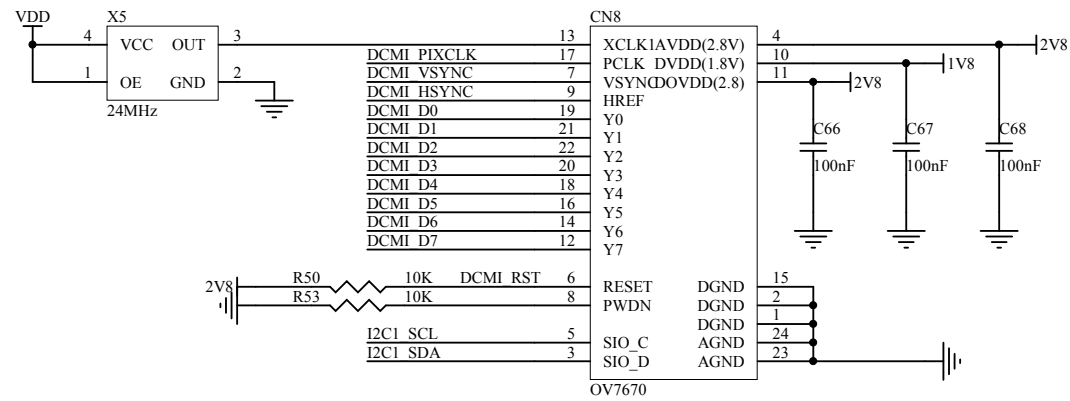 VDD
X5
4 VCC OUT 3
1 OE GND 2
24MHz
CN8
13 XCLK1AVDD(2.8V) 4
2V8
DCMI_PIXCLK 17 PCLK DVDD(1.8V) 10
1V8
DCMI_VSYNC 7 VSYNCDOVDD(2.8) 11
2V8
DCMI_HSYNC 9 HREF
DCMI_D0 19 Y0
DCMI_D1 21 Y1
DCMI_D2 22 Y2
DCMI_D3 20 Y3
DCMI_D4 18 Y4
DCMI_D5 16 Y5
DCMI_D6 14 Y6
DCMI_D7 12 Y7
C66
100nF
C67
100nF
C68
100nF
2V8 R50 10K DCMI_RST 6 RESET DGND 15
R53 10K 8 PWDN DGND 2
DGND 1
I2C1_SCL 5 SIO_C AGND 24
I2C1_SDA 3 SIO_D AGND 23
OV7670